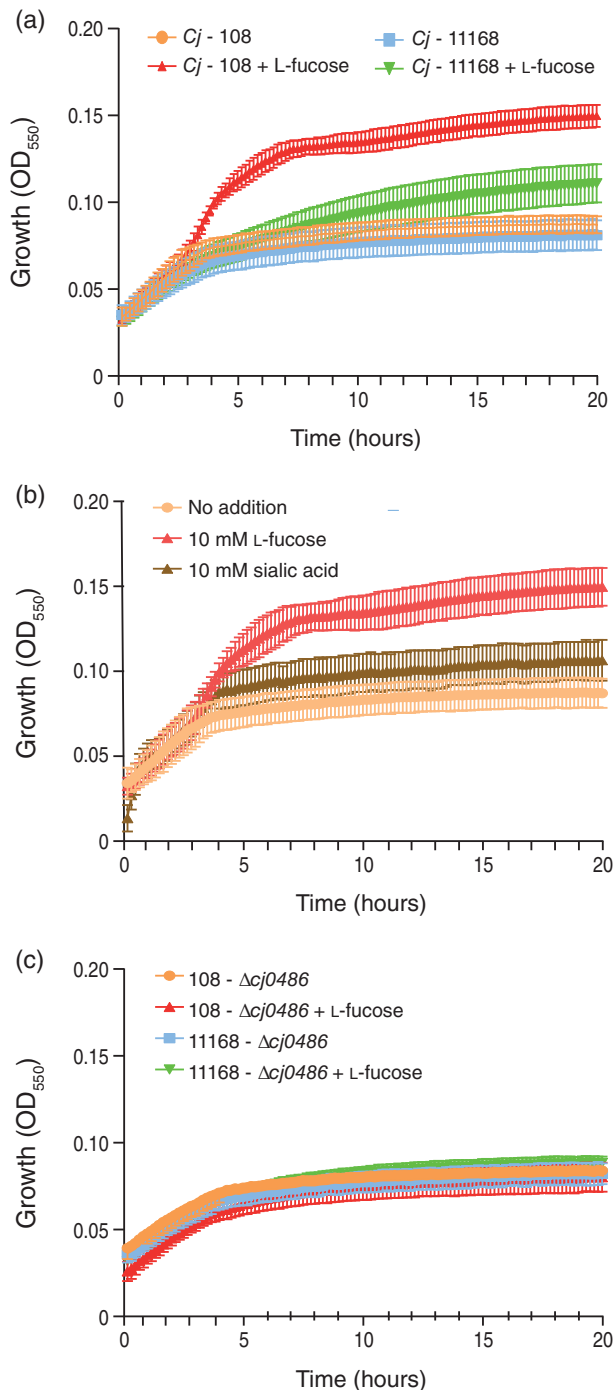 (a)
Cj - 108
Cj - 11168
Cj - 108 + L-fucose
Cj - 11168 + L-fucose
0.20
0.15
0.10
0.05
0
Growth (OD550)
0 5 10 15 20
Time (hours)
(b)
No addition
10 mM L-fucose
10 mM sialic acid
0.20
0.15
0.10
0.05
0
Growth (OD550)
0 5 10 15 20
Time (hours)
(c)
108 - Δcj0486
108 - Δcj0486 + L-fucose
11168 - Δcj0486
11168 - Δcj0486 + L-fucose
0.20
0.15
0.10
0.05
0
Growth (OD550)
0 5 10 15 20
Time (hours)